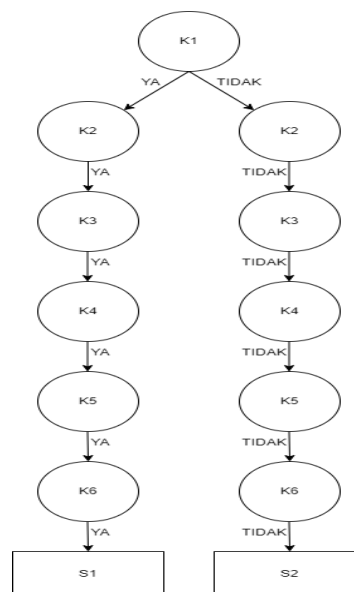 K1
YA TIDAK
K2 K2
YA TIDAK
K3 K3
YA TIDAK
K4 K4
YA TIDAK
K5 K5
YA TIDAK
K6 K6
YA TIDAK
S1 S2